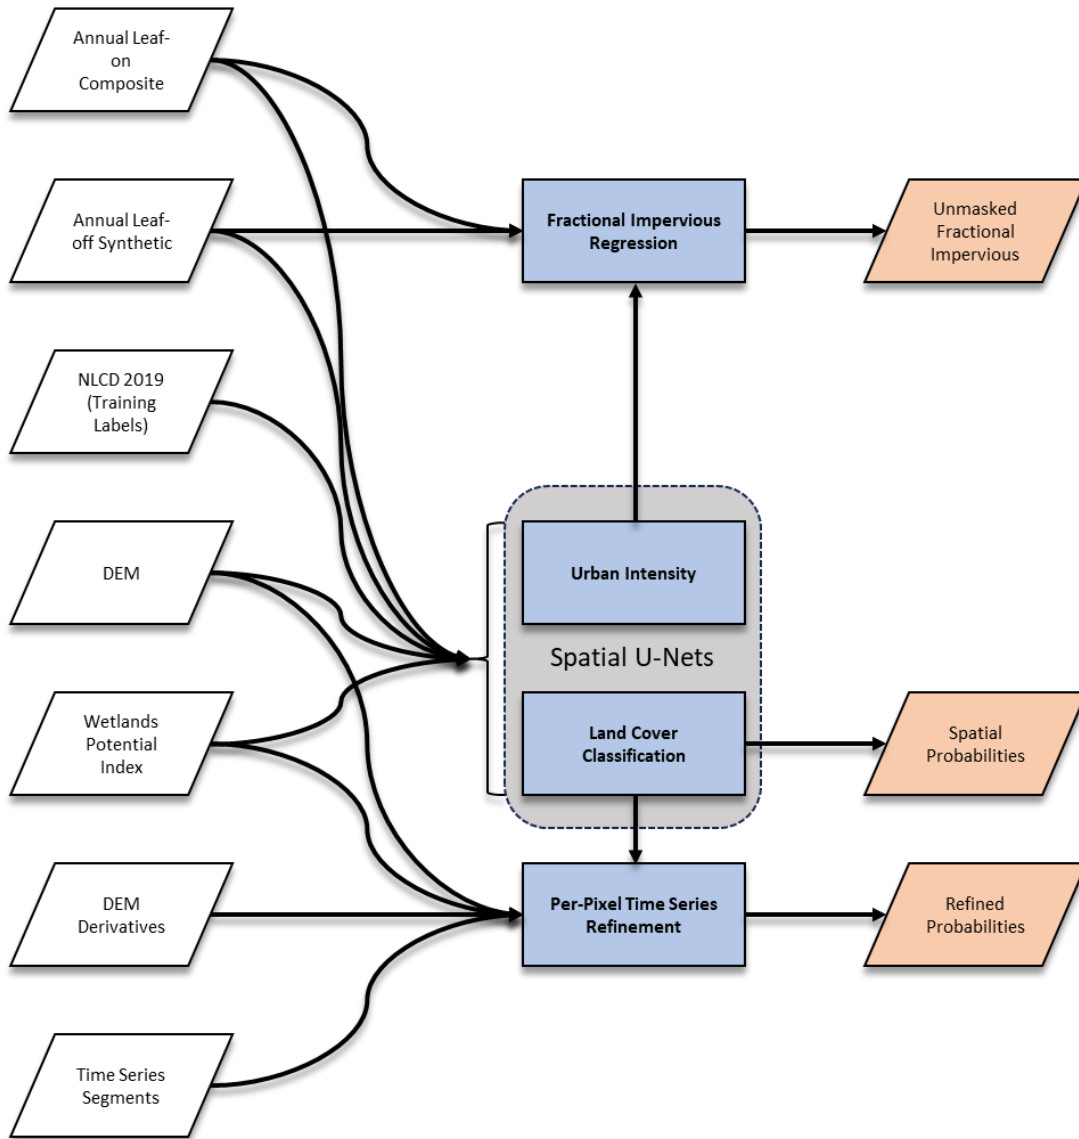 Annual Leaf-
on
Composite
Annual Leaf-
off Synthetic
Fractional Impervious
Regression
Unmasked
Fractional
Impervious
NLCD 2019
(Training
Labels)
DEM
Urban Intensity
Spatial U-Nets
Wetlands
Potential
Index
Land Cover
Classification
Spatial
Probabilities
DEM
Derivatives
Per-Pixel Time Series
Refinement
Refined
Probabilities
Time Series
Segments